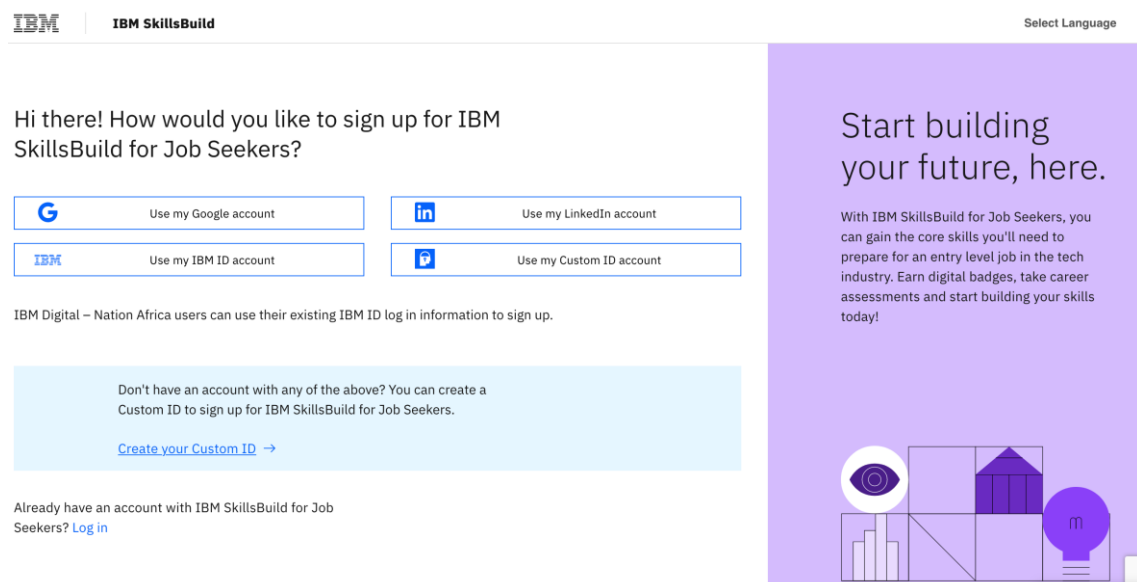 IBM
IBM SkillsBuild
Select Language
Hi there! How would you like to sign up for IBM
SkillsBuild for Job Seekers?
G
Use my Google account
in
Use my LinkedIn account
IBM
Use my IBM ID account
Use my Custom ID account
IBM Digital – Nation Africa users can use their existing IBM ID log in information to sign up.
Don't have an account with any of the above? You can create a
Custom ID to sign up for IBM SkillsBuild for Job Seekers.
Create your Custom ID →
Already have an account with IBM SkillsBuild for Job
Seekers? Log in
Start building
your future, here.
With IBM SkillsBuild for Job Seekers, you
can gain the core skills you'll need to
prepare for an entry level job in the tech
industry. Earn digital badges, take career
assessments and start building your skills
today!